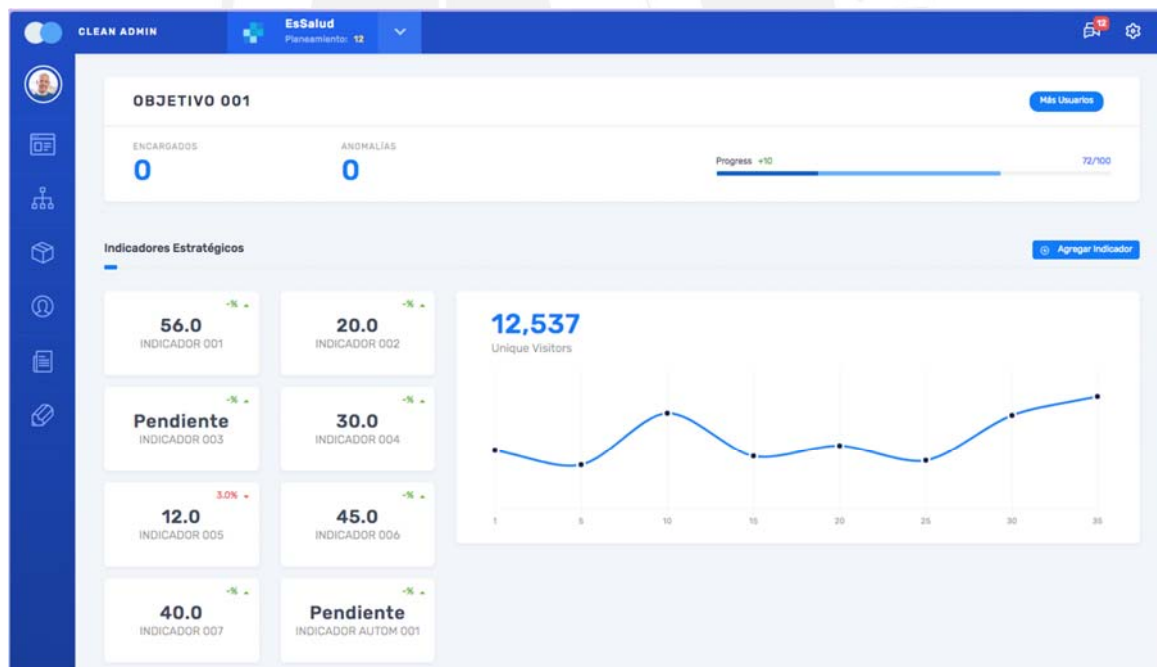 CLEAN ADMIN
EsSalud
Planeamiento: 12
12
OBJETIVO 001
Más Usuarios
ENCARGADOS
0
ANOMALÍAS
0
Progress +10
72/100
Indicadores Estratégicos
Agregar Indicador
-%
56.0
INDICADOR 001
-%
20.0
INDICADOR 002
12,537
Unique Visitors
-%
Pendiente
INDICADOR 003
-%
30.0
INDICADOR 004
3.0%
12.0
INDICADOR 005
-%
45.0
INDICADOR 006
1 5 10 15 20 25 30 35
-%
40.0
INDICADOR 007
-%
Pendiente
INDICADOR AUTOM 001